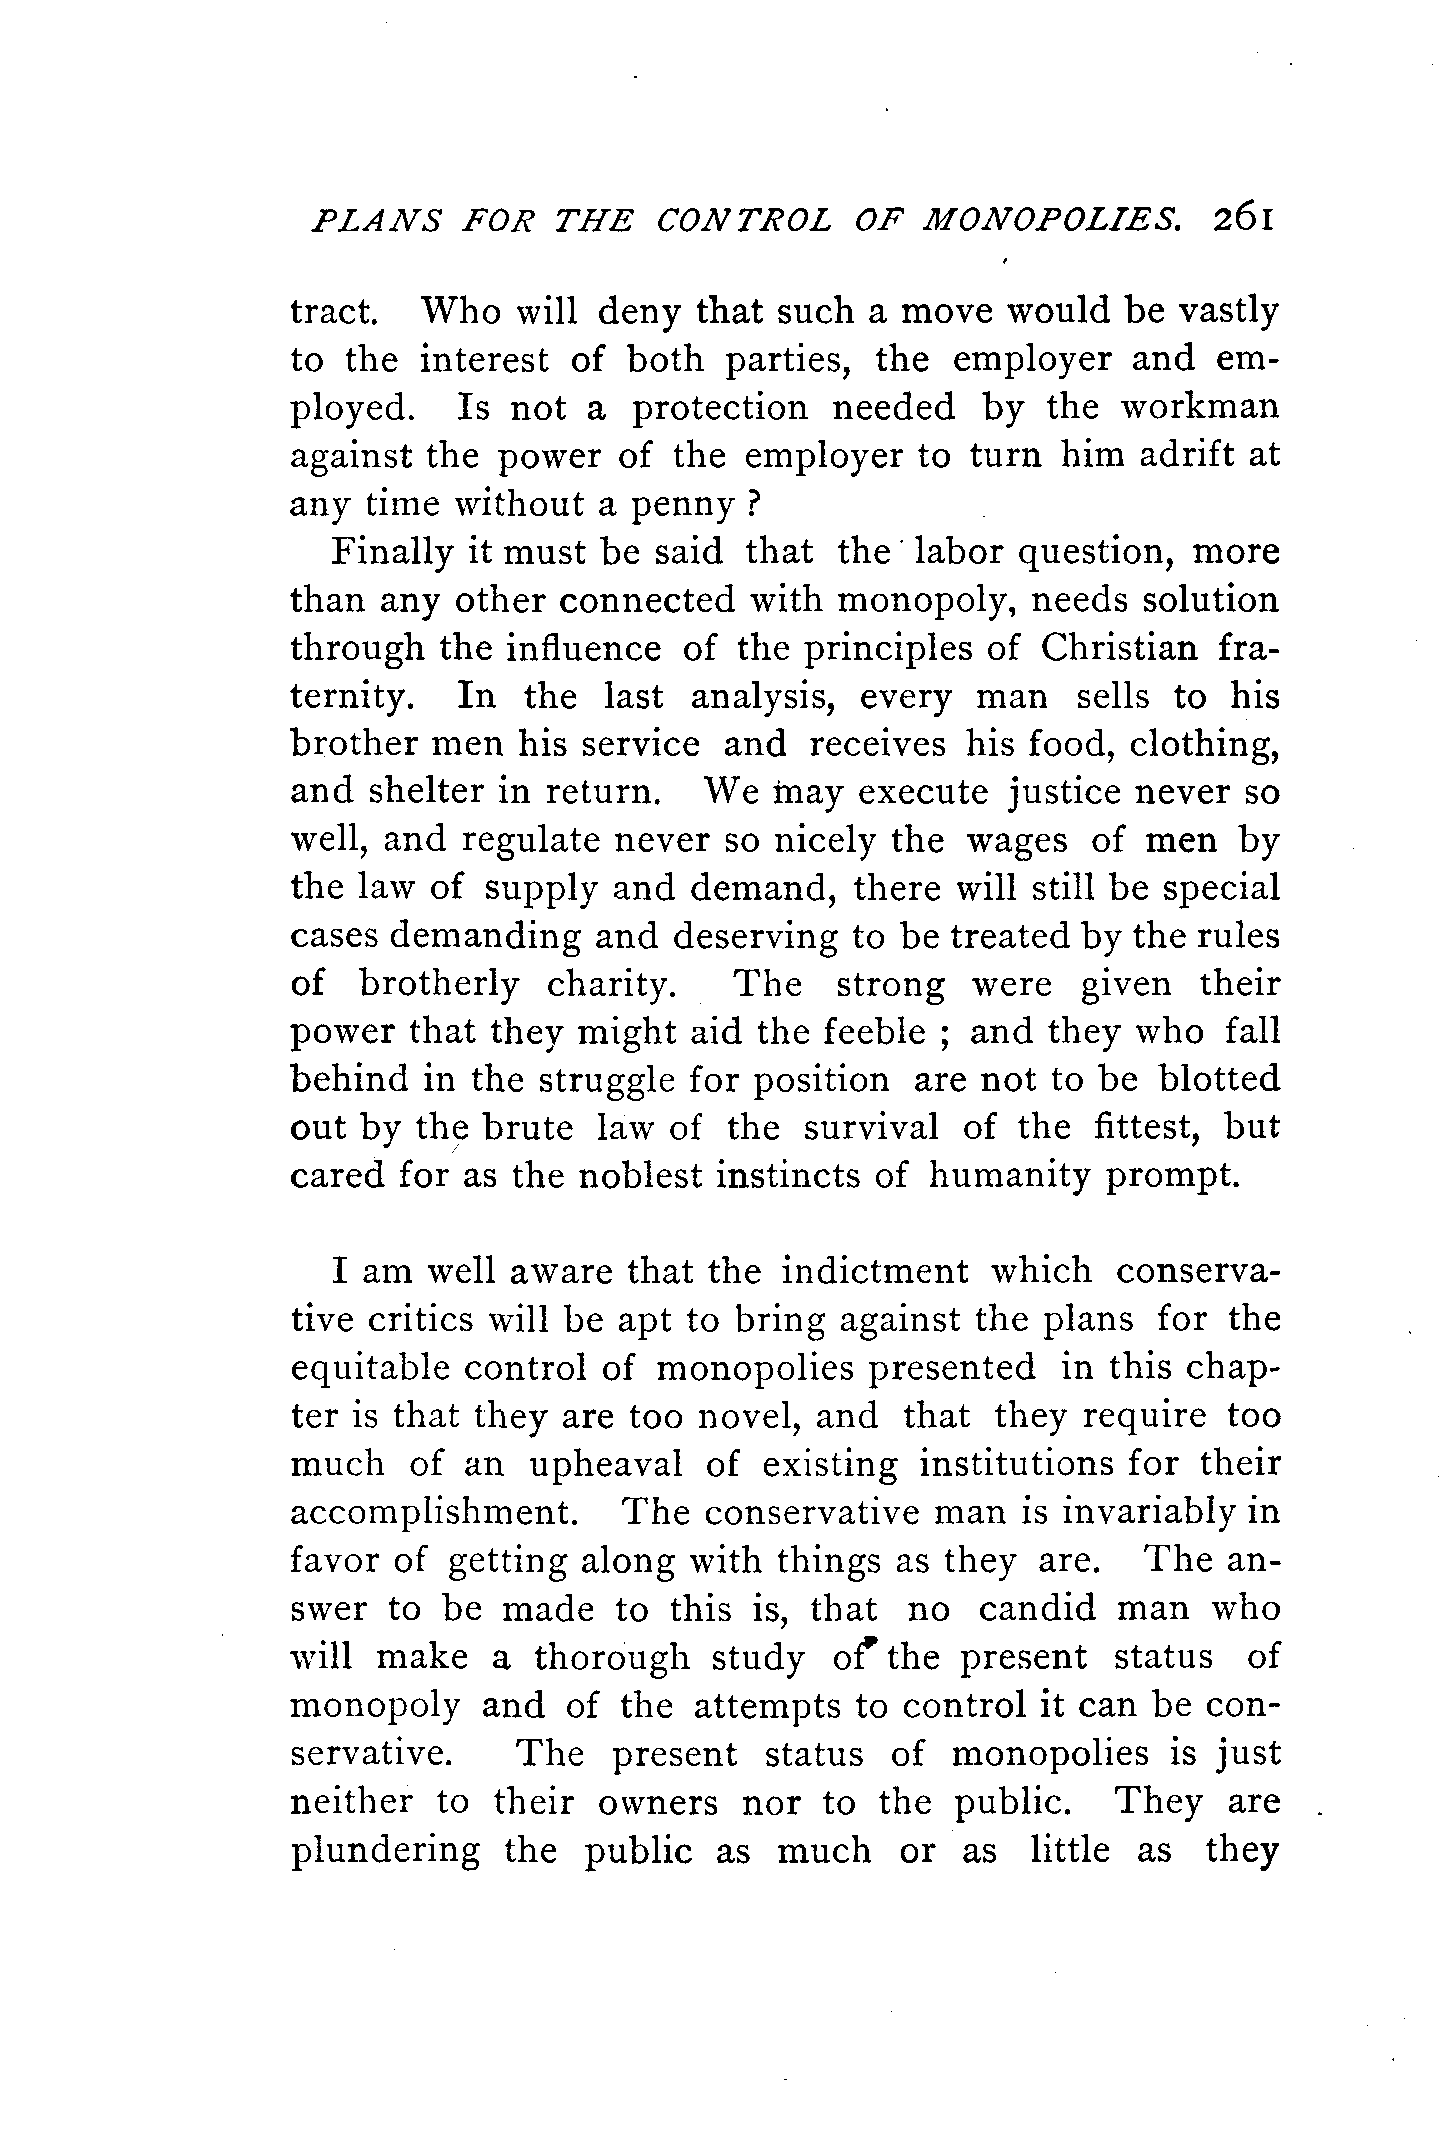 PLANS FOR THE CONTROL OF MONOPOLIES. 261
tract. Who will deny that such a move would be vastly
to the interest of both parties, the employer and em-
ployed. Is not a protection needed by the workman
against the power of the employer to turn him adrift at
any time without a penny ?
Finally it must be said that the labor question, more
than any other connected with monopoly, needs solution
through the influence of the principles of Christian fra-
ternity. In the last analysis, every man sells to his
brother men his service and receives his food, clothing,
and shelter in return. We may execute justice never so
well, and regulate never so nicely the wages of men by
the law of supply and demand, there will still be special
cases demanding and deserving to be treated by the rules
of brotherly charity. The strong were given their
power that they might aid the feeble ; and they who fall
behind in the struggle for position are not to be blotted
out by the brute law of the survival of the fittest, but
cared for as the noblest instincts of humanity prompt.
I am well aware that the indictment which conserva-
tive critics will be apt to bring against the plans for the
equitable control of monopolies presented in this chap-
ter is that they are too novel, and that they require too
much of an upheaval of existing institutions for their
accomplishment. The conservative man is invariably in
favor of getting along with things as they are. The an-
swer to be made to this is, that no candid man who
will make a thorough study of the present status of
monopoly and of the attempts to control it can be con-
servative. The present status of monopolies is just
neither to their owners nor to the public. They are
plundering the public as much or as little as they